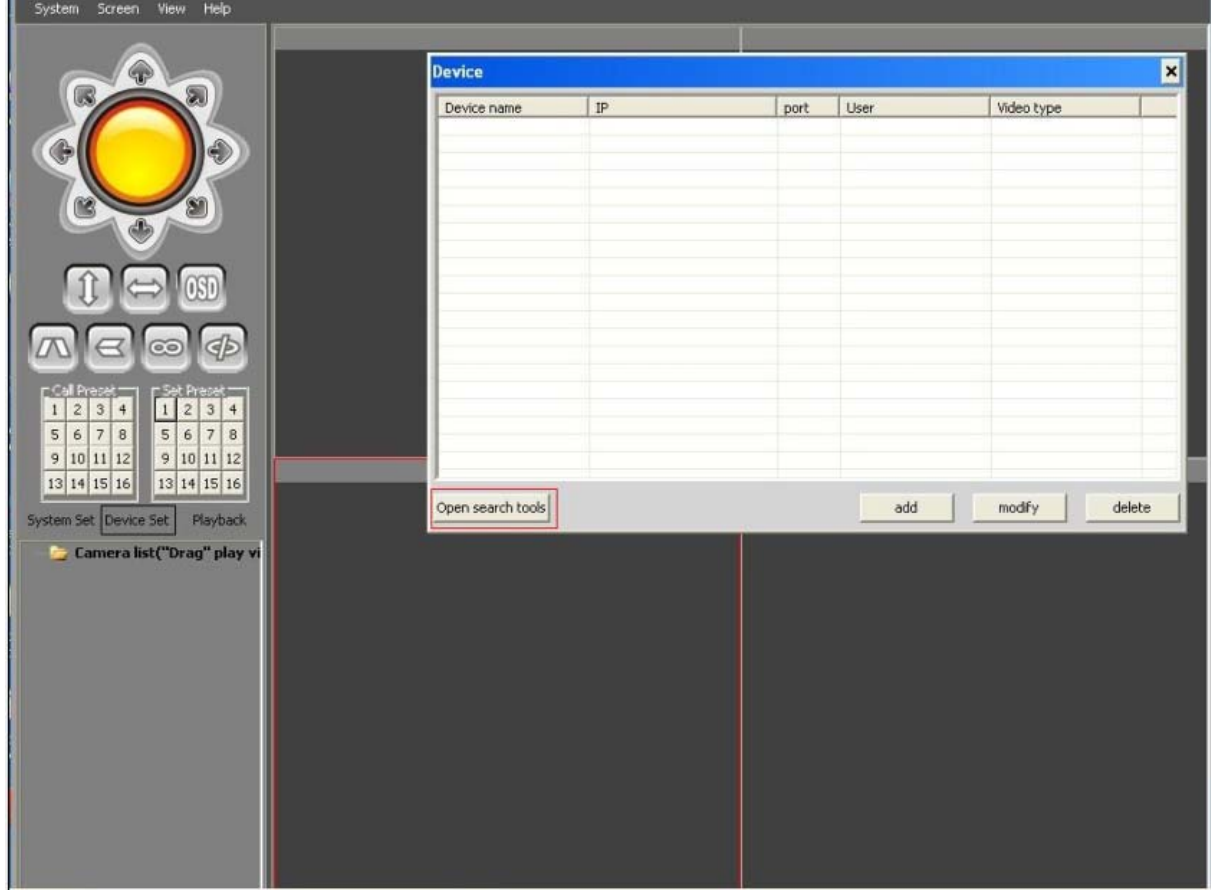 System Screen View Help
Device
Device name IP port User Video type
OSD
Call Preset Set Preset
1 2 3 4 1 2 3 4
5 6 7 8 5 6 7 8
9 10 11 12 9 10 11 12
13 14 15 16 13 14 15 16
Open search tools add modify delete
System Set Device Set Playback
Camera list("Drag" play vi